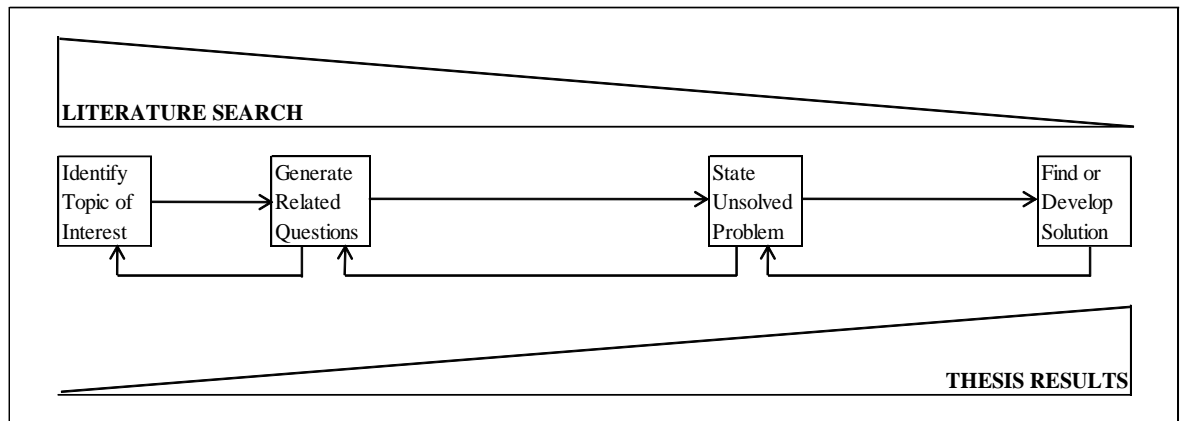 LITERATURE SEARCH
Identify
Topic of
Interest
Generate
Related
Questions
State
Unsolved
Problem
Find or
Develop
Solution
THESIS RESULTS